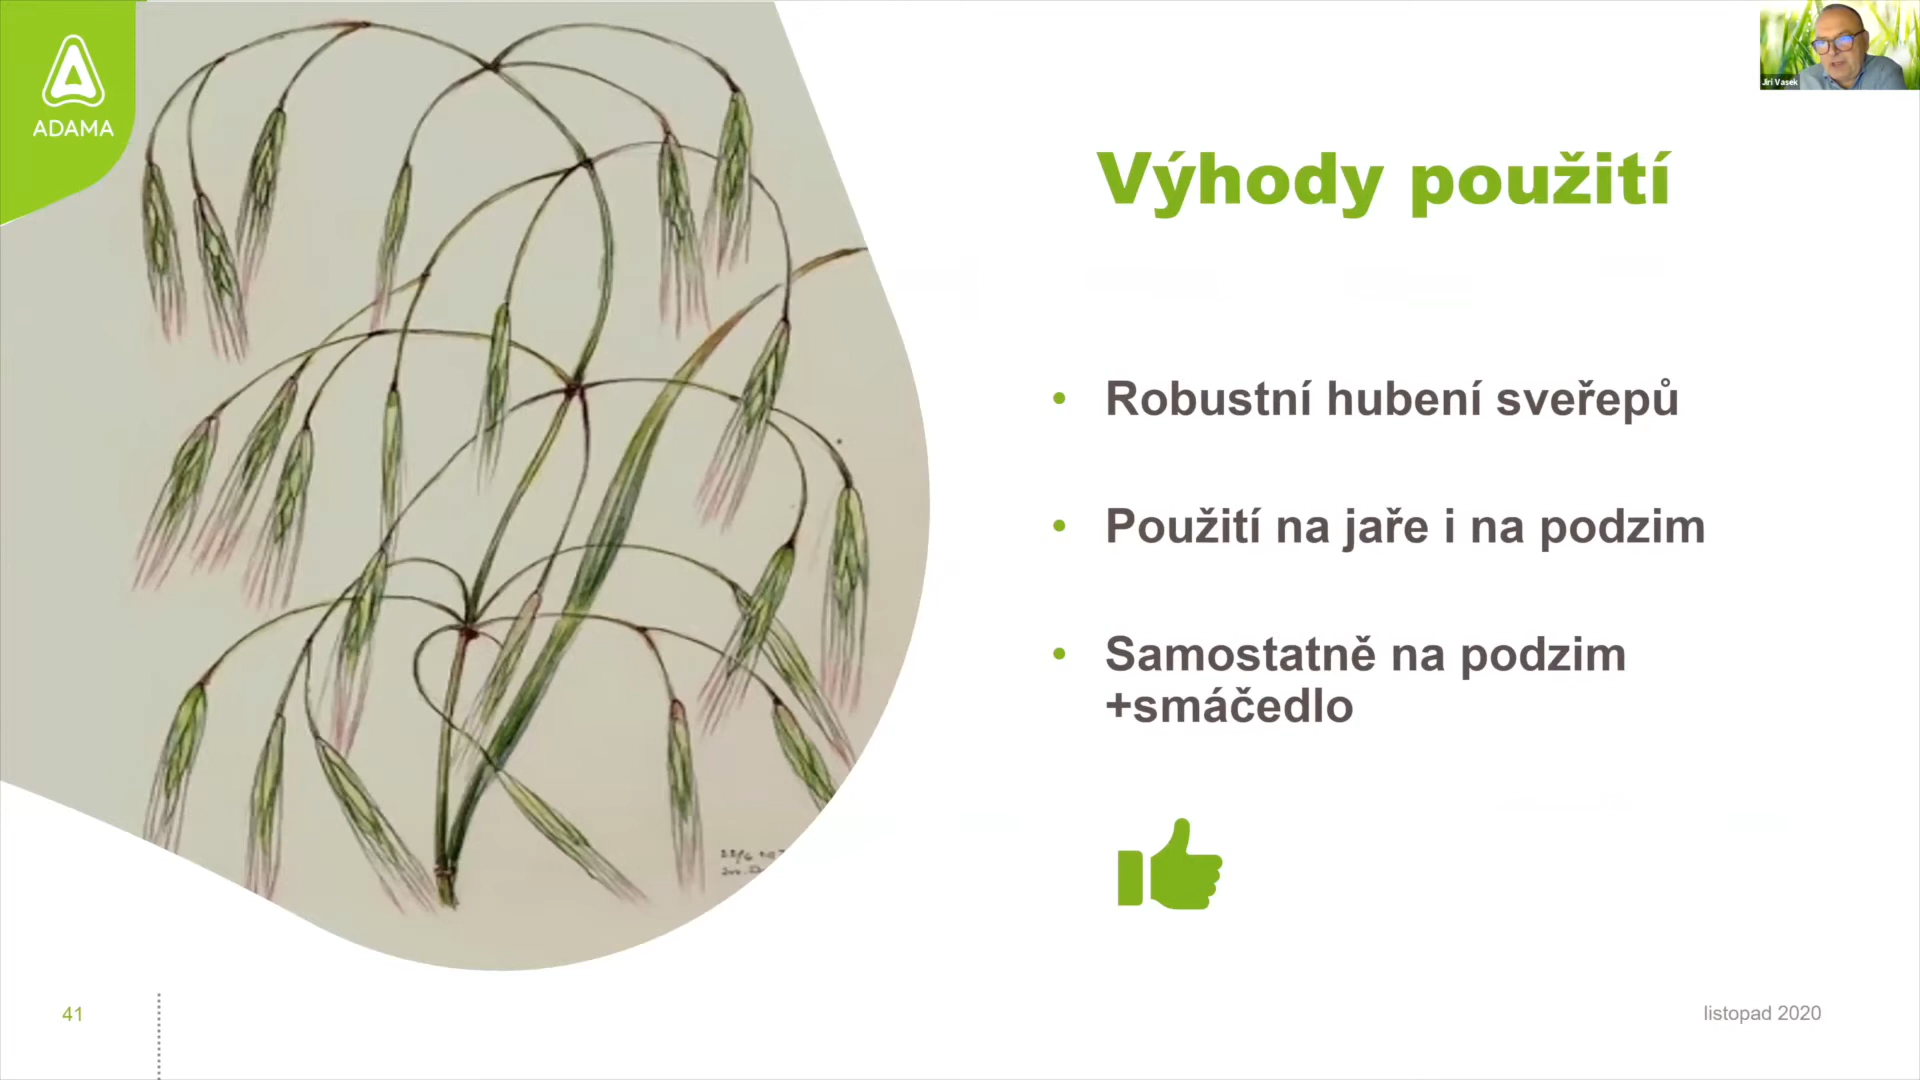 ADAMA
Jiri Vasek
Výhody použití
• Robustní hubení sveřepů
• Použití na jaře i na podzim
• Samostatně na podzim
+smáčedlo
41
listopad 2020